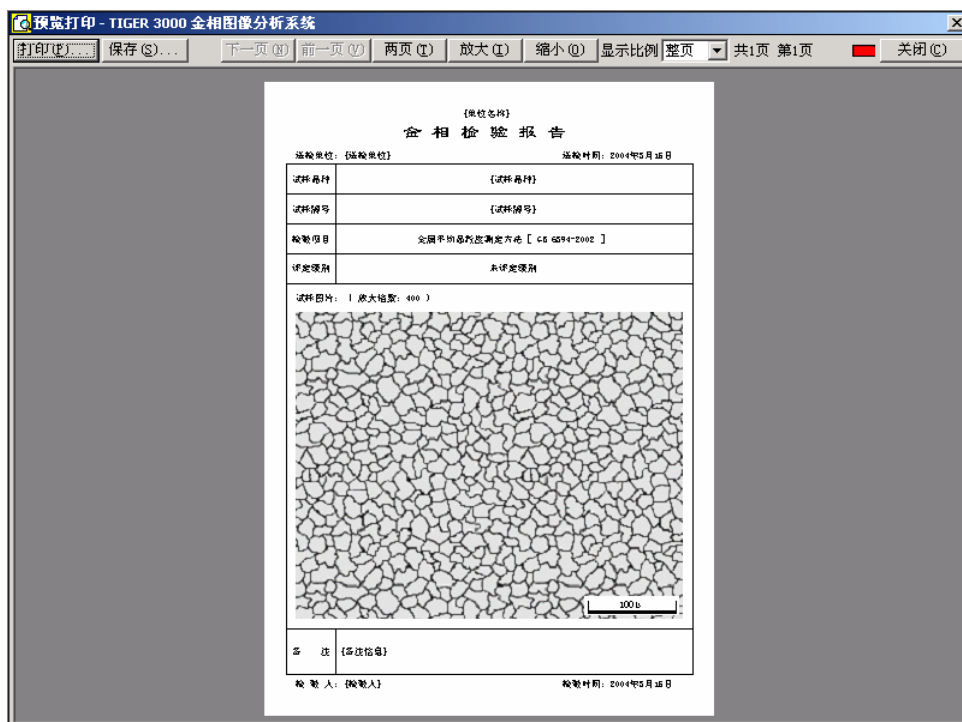 预览打印 - TIGER 3000 金相图像分析系统
打印(P)... 保存(S)... 下一页(N) 前一页(V) 两页(T) 放大(I) 缩小(O) 显示比例 整页 共1页 第1页 关闭(C)
{单位名称}
金相检验报告
送检单位: {送检单位} 送检时间: 2004年5月16日
试样品种 {试样品种}
试样编号 {试样编号}
检验项目 金属平均晶粒度测定方法 [ GB 6394-2002 ]
评定级别 未评定级别
试样图片: ( 放大倍数: 400 )
备 注 {备注信息}
检 验 人: {检验人} 检验时间: 2004年5月16日